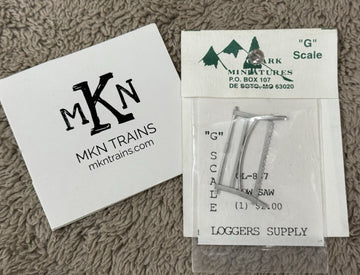 MKN
MKN TRAINS
mkntrains.com
"G"
Scale
MINIATURES
P.O. BOX 107
DE SOTO, MO 63020
"G"
SCALE
SAW
(1) $2.00
LOGGERS SUPPLY